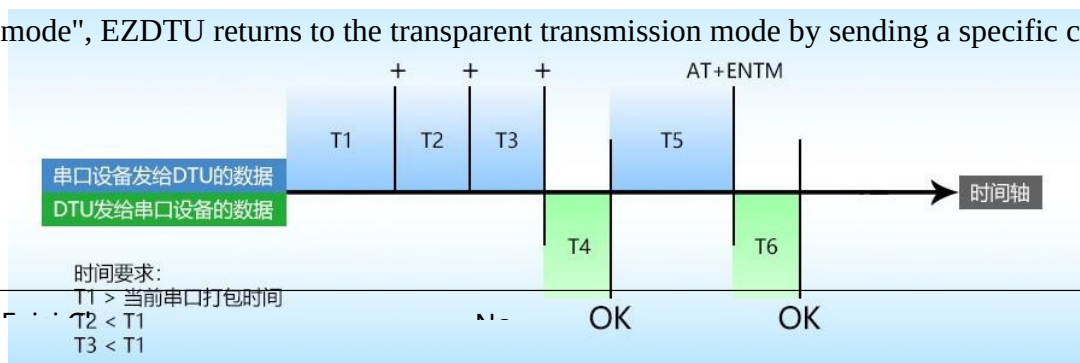 mode", EZDTU returns to the transparent transmission mode by sending a specific c
+ + + AT+ENTM
T1 T2 T3 T5
串口设备发给DTU的数据
时间轴
DTU发给串口设备的数据
T4 T6
时间要求:
T1 > 当前串口打包时间
OK OK
T2 < T1
T3 < T1